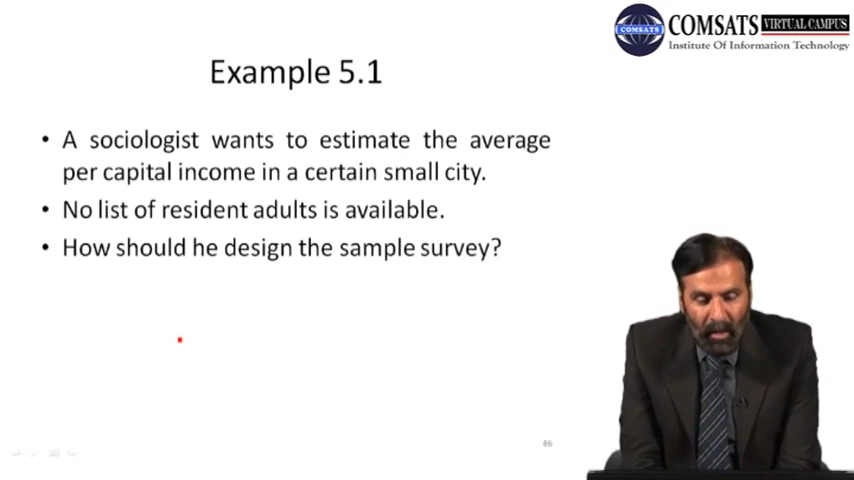 COMSATS
COMSATS VIRTUAL CAMPUS
Institute Of Information Technology
Example 5.1
• A sociologist wants to estimate the average
per capital income in a certain small city.
• No list of resident adults is available.
• How should he design the sample survey?
46